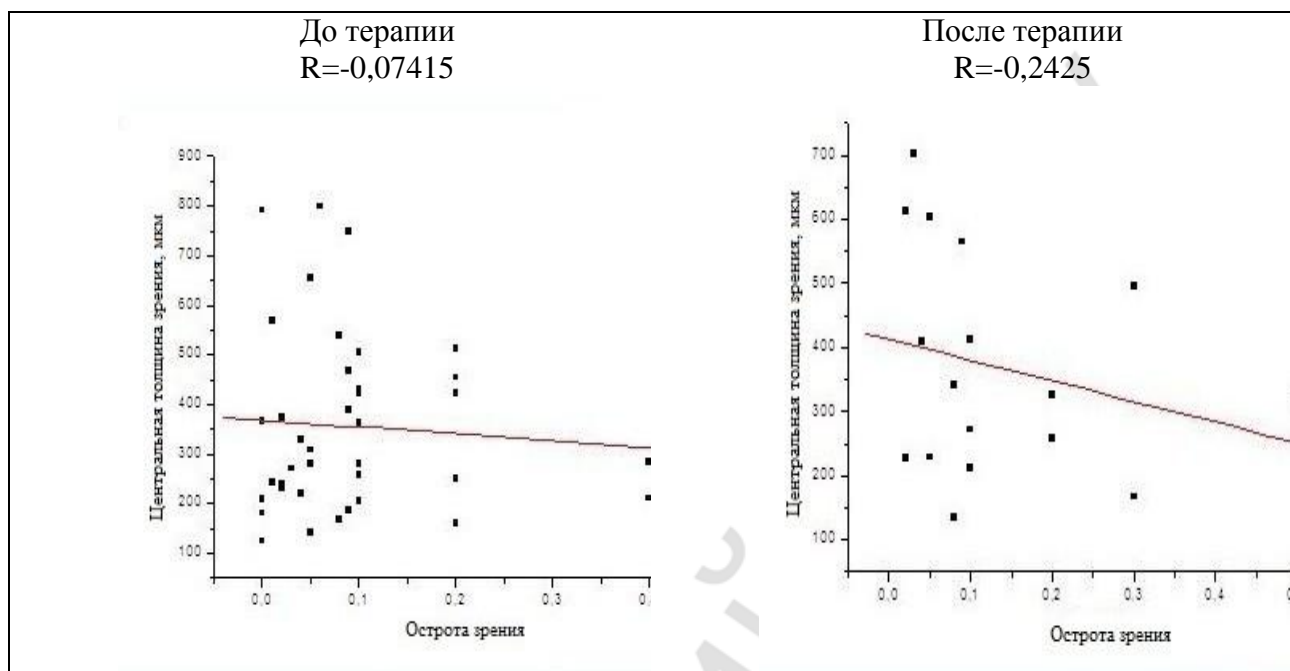 До терапии
R=-0,07415
900
800
700
600
500
400
300
200
100
Центральная толщина зрения, мкм
0,0 0,1 0,2 0,3 0,
Острота зрения
После терапии
R=-0,2425
700
600
500
400
300
200
100
Центральная толщина зрения, мкм
0,0 0,1 0,2 0,3 0,4
Острота зрения